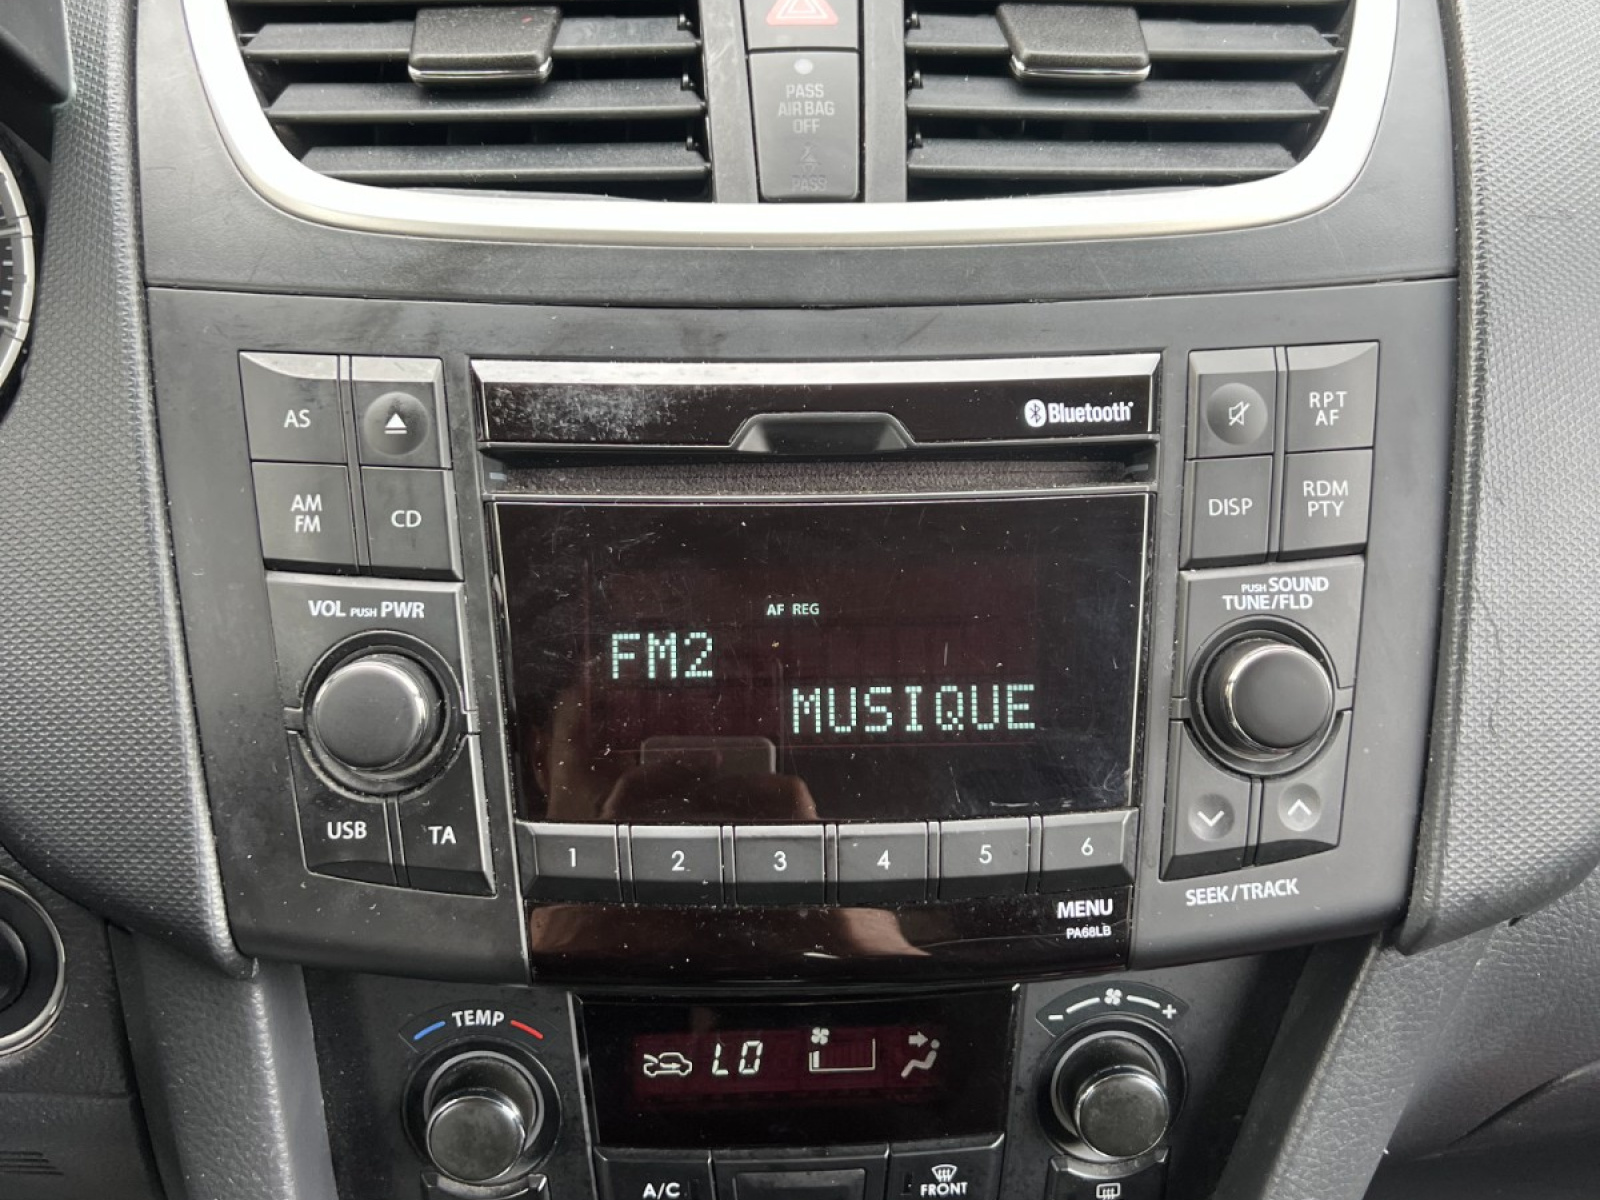 PASS
AIR BAG
OFF
PASS
Bluetooth
AS
AM
FM
CD
RPT
AF
DISP
RDM
PTY
VOL PUSH PWR
PUSH SOUND
TUNE/FLD
AF REG
FM2
MUSIQUE
USB
TA
1 2 3 4 5 6
SEEK/TRACK
MENU
PA68LB
TEMP
- +
LO
A/C
FRONT